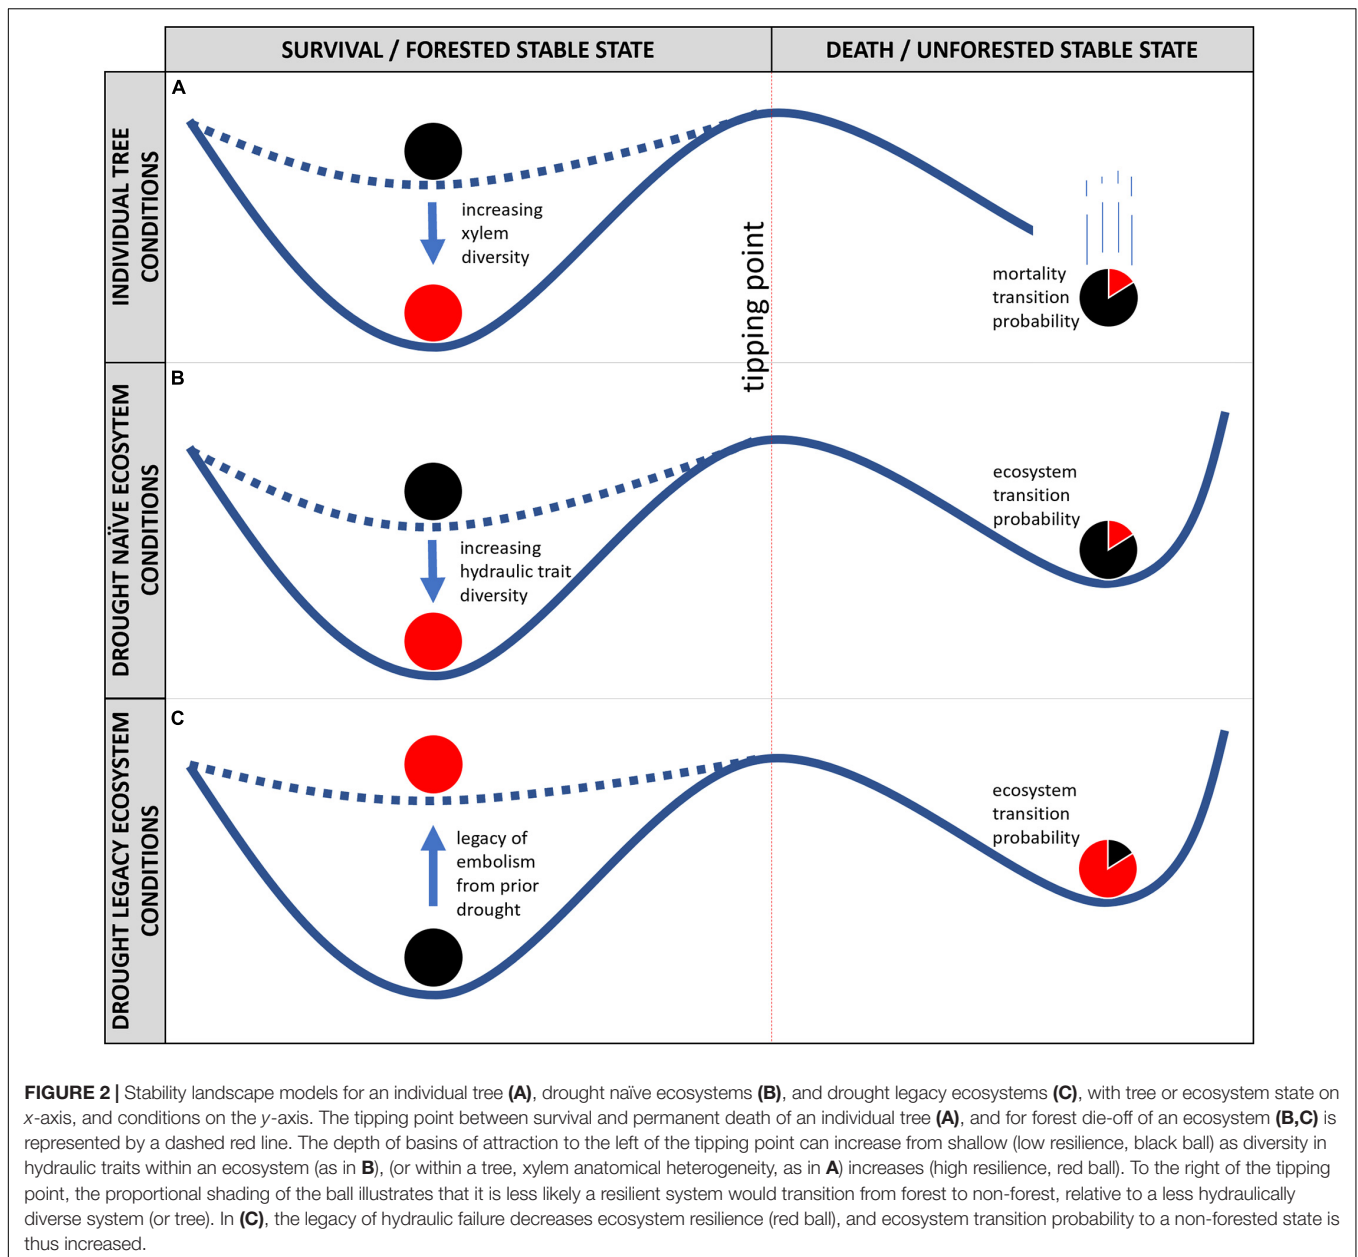 SURVIVAL / FORESTED STABLE STATE
DEATH / UNFORESTED STABLE STATE
INDIVIDUAL TREE
CONDITIONS
A
increasing
xylem
diversity
tipping point
mortality
transition
probability
DROUGHT NAÏVE ECOSYTEM
CONDITIONS
B
increasing
hydraulic trait
diversity
ecosystem
transition
probability
DROUGHT LEGACY ECOSYSTEM
CONDITIONS
C
legacy of
embolism
from prior
drought
ecosystem
transition
probability
FIGURE 2 | Stability landscape models for an individual tree (A), drought naïve ecosystems (B), and drought legacy ecosystems (C), with tree or ecosystem state on
x-axis, and conditions on the y-axis. The tipping point between survival and permanent death of an individual tree (A), and for forest die-off of an ecosystem (B,C) is
represented by a dashed red line. The depth of basins of attraction to the left of the tipping point can increase from shallow (low resilience, black ball) as diversity in
hydraulic traits within an ecosystem (as in B), (or within a tree, xylem anatomical heterogeneity, as in A) increases (high resilience, red ball). To the right of the tipping
point, the proportional shading of the ball illustrates that it is less likely a resilient system would transition from forest to non-forest, relative to a less hydraulically
diverse system (or tree). In (C), the legacy of hydraulic failure decreases ecosystem resilience (red ball), and ecosystem transition probability to a non-forested state is
thus increased.